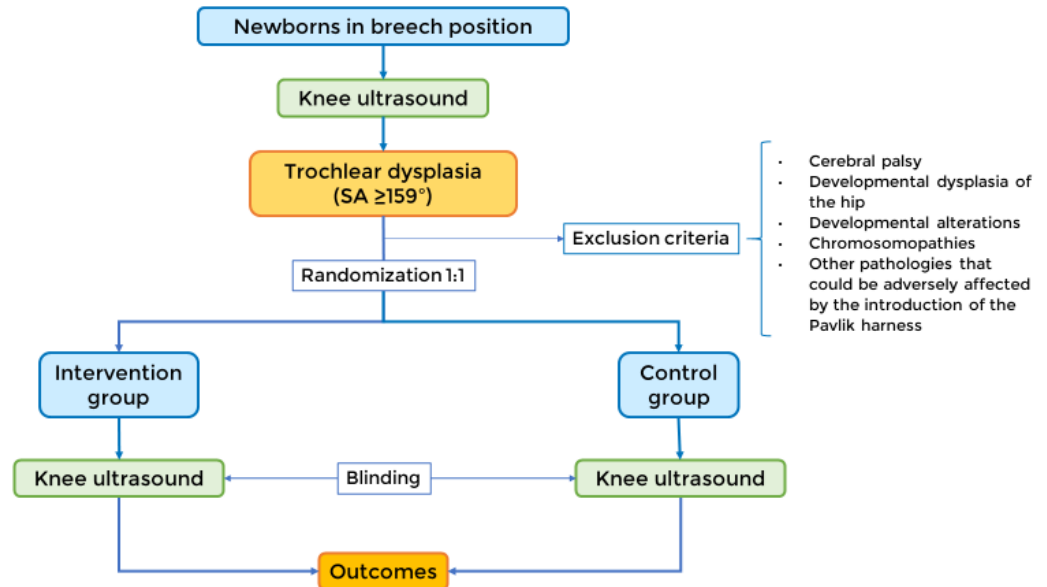 Newborns in breech position
Knee ultrasound
Trochlear dysplasia
(SA ≥159°)
Exclusion criteria
· Cerebral palsy
· Developmental dysplasia of
the hip
· Developmental alterations
· Chromosomopathies
· Other pathologies that
could be adversely affected
by the introduction of the
Pavlik harness
Randomization 1:1
Intervention
group
Control
group
Knee ultrasound
Blinding
Knee ultrasound
Outcomes